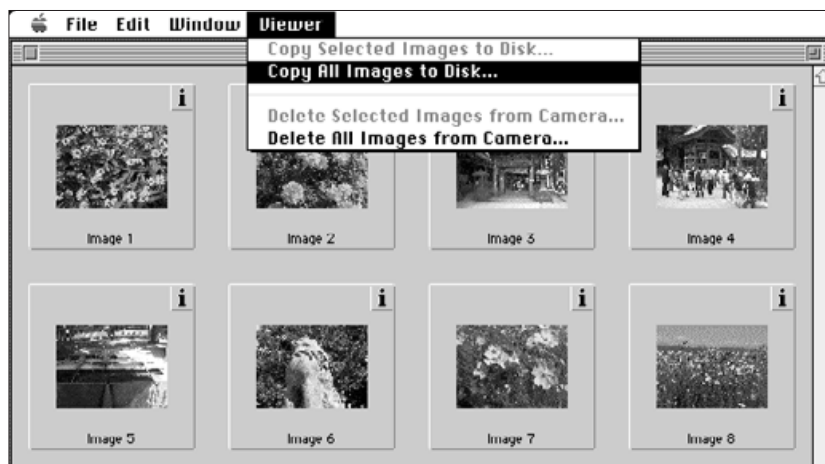 File Edit Window Viewer
Copy Selected Images to Disk...
Copy All Images to Disk...
Delete Selected Images from Camera...
Delete All Images from Camera...
i i
Image 1 Image 2 Image 3 Image 4
i i i i
Image 5 Image 6 Image 7 Image 8